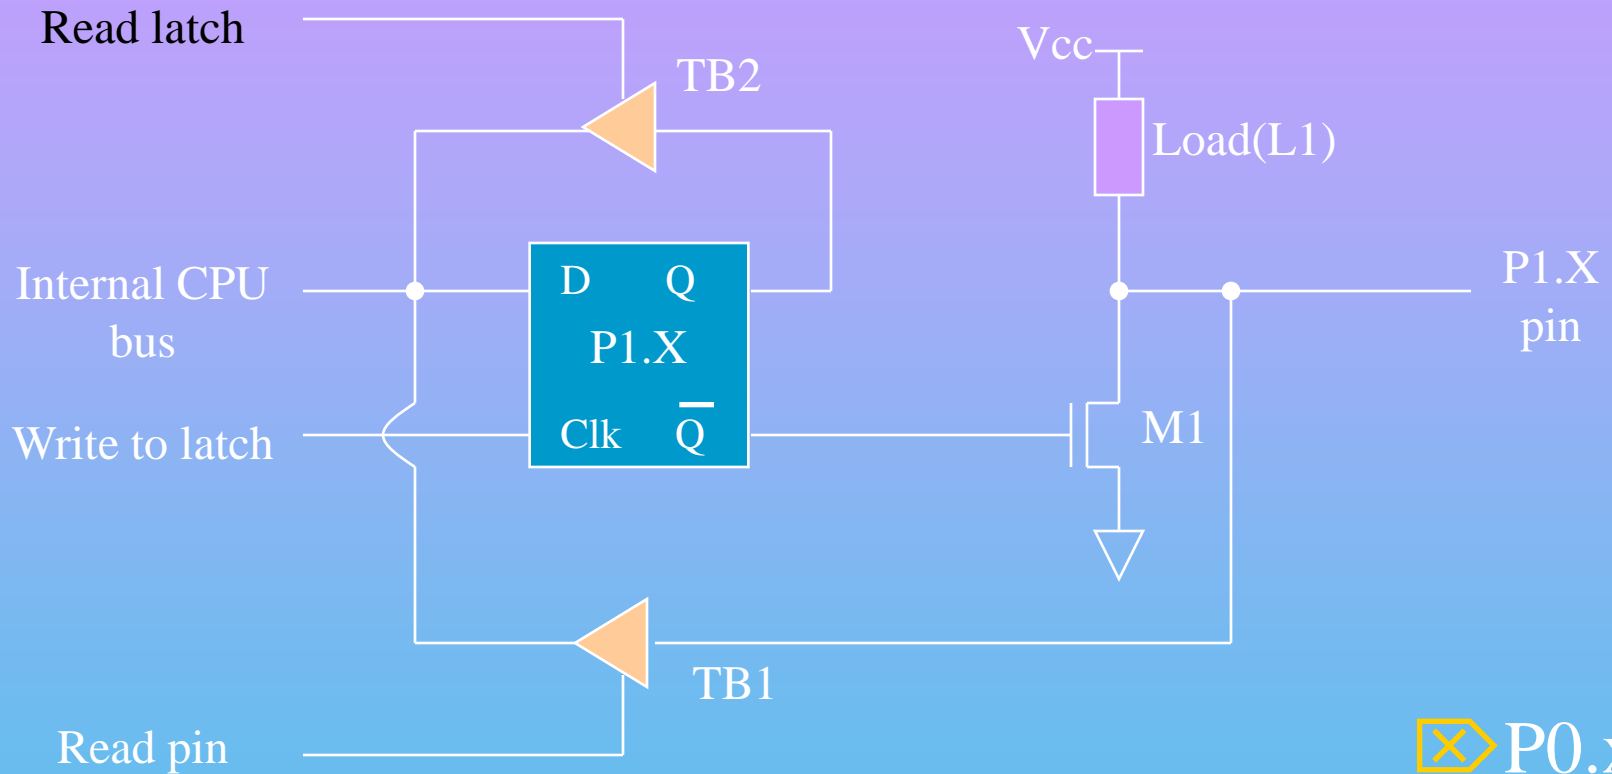 Read latch
TB2
Vcc
Load(L1)
Internal CPU
bus
D Q
P1.X
Clk Q̅
P1.X
pin
Write to latch
M1
TB1
Read pin
P0.x